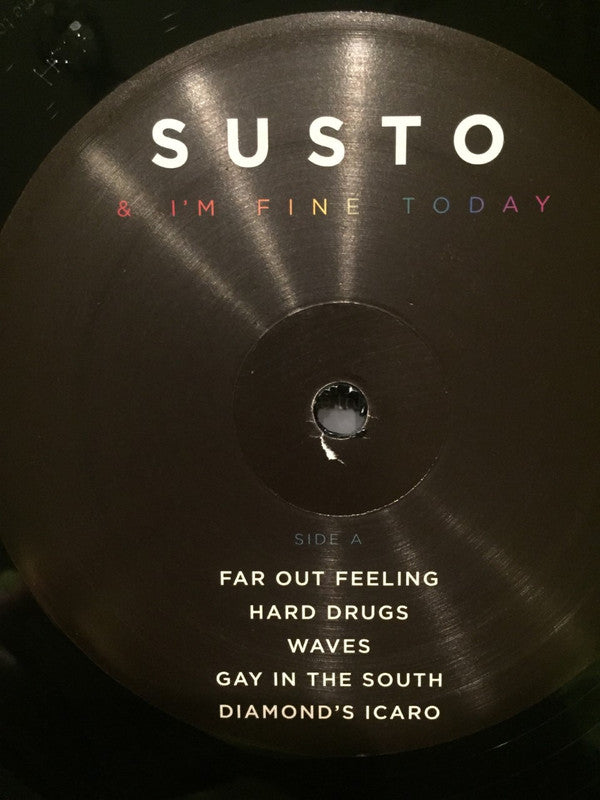 SUSTO
& I'M FINE TODAY
SIDE A
FAR OUT FEELING
HARD DRUGS
WAVES
GAY IN THE SOUTH
DIAMOND'S ICARO